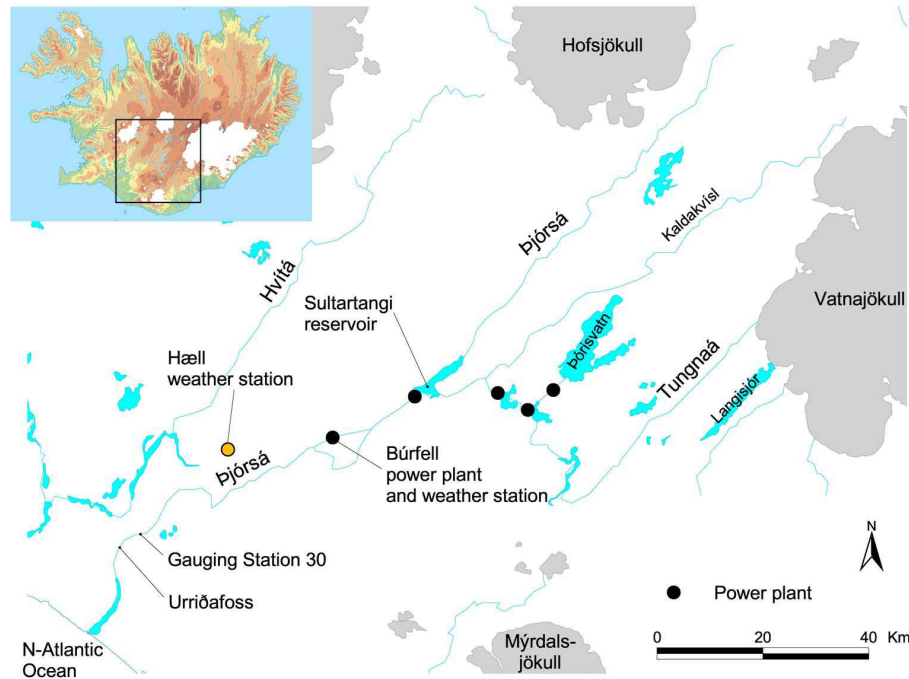 Hofsjökull
Þjórsá
Kaldakvísl
Hvítá
Vatnajökull
Sultartangi
reservoir
Þórisvatn
Tungnaá
Langisjór
Hæll
weather station
Þjórsá
Búrfell
power plant
and weather station
Gauging Station 30
Urriðafoss
N-Atlantic
Ocean
Mýrdals-
jökull
N
Power plant
0 20 40 Km